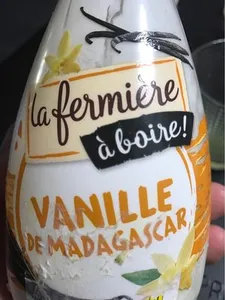 la fermière
à boire!
VANILLE
DE MADAGASCAR